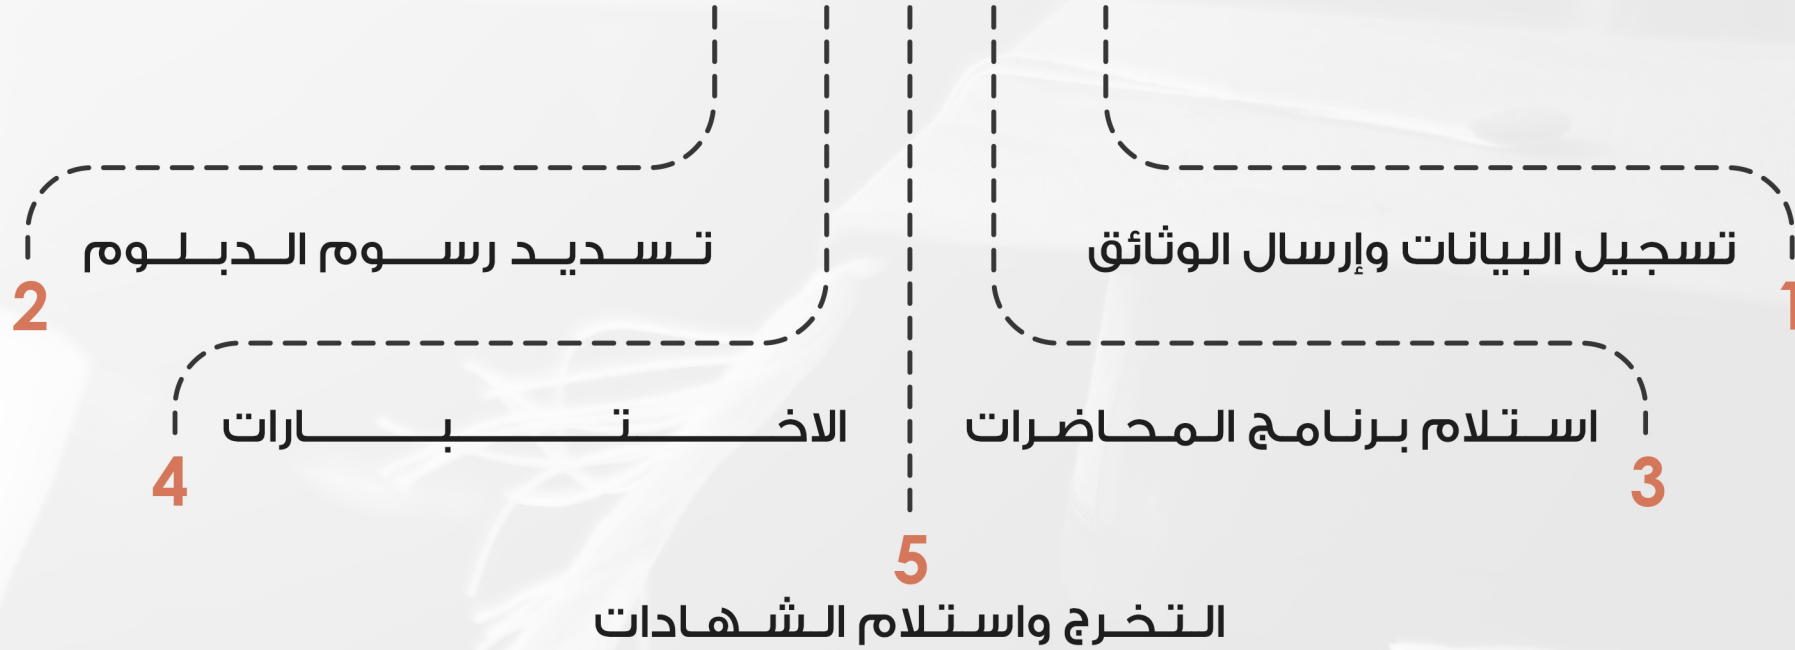 تسجيل البيانات وإرسال الوثائق
1
تسديد رسوم الدبلوم
2
استلام برنامج المحاضرات
3
الاختبارات
4
5
التخرج واستلام الشهادات